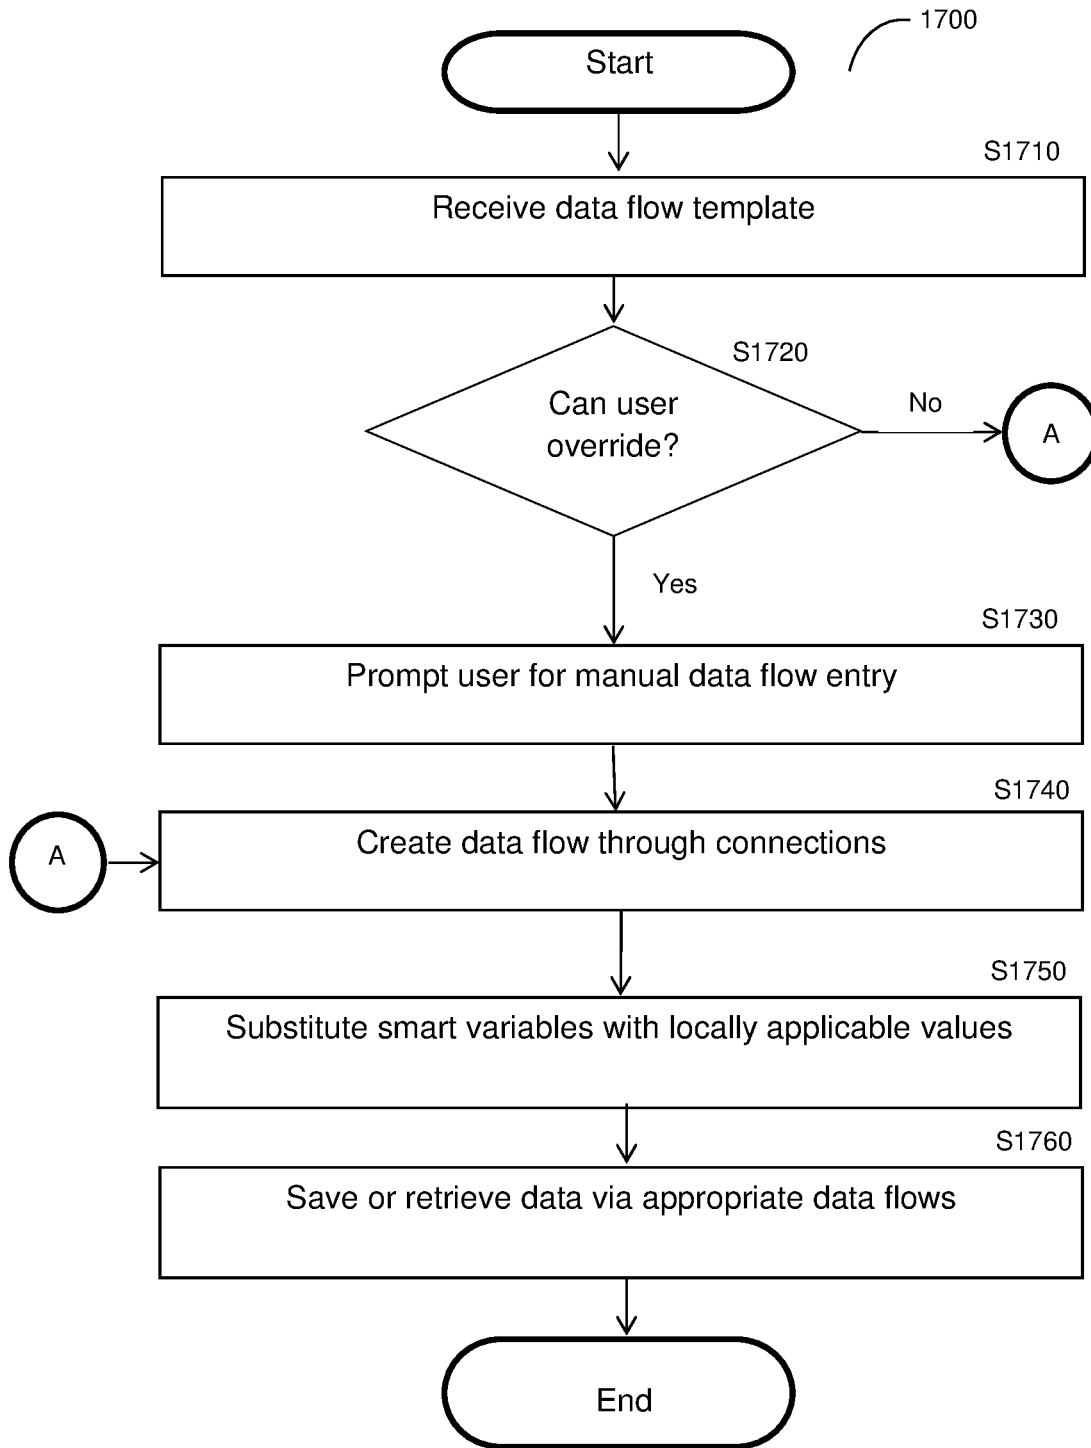 1700
Start
S1710
Receive data flow template
S1720
Can user
override?
No
A
Yes
S1730
Prompt user for manual data flow entry
S1740
A
Create data flow through connections
S1750
Substitute smart variables with locally applicable values
S1760
Save or retrieve data via appropriate data flows
End